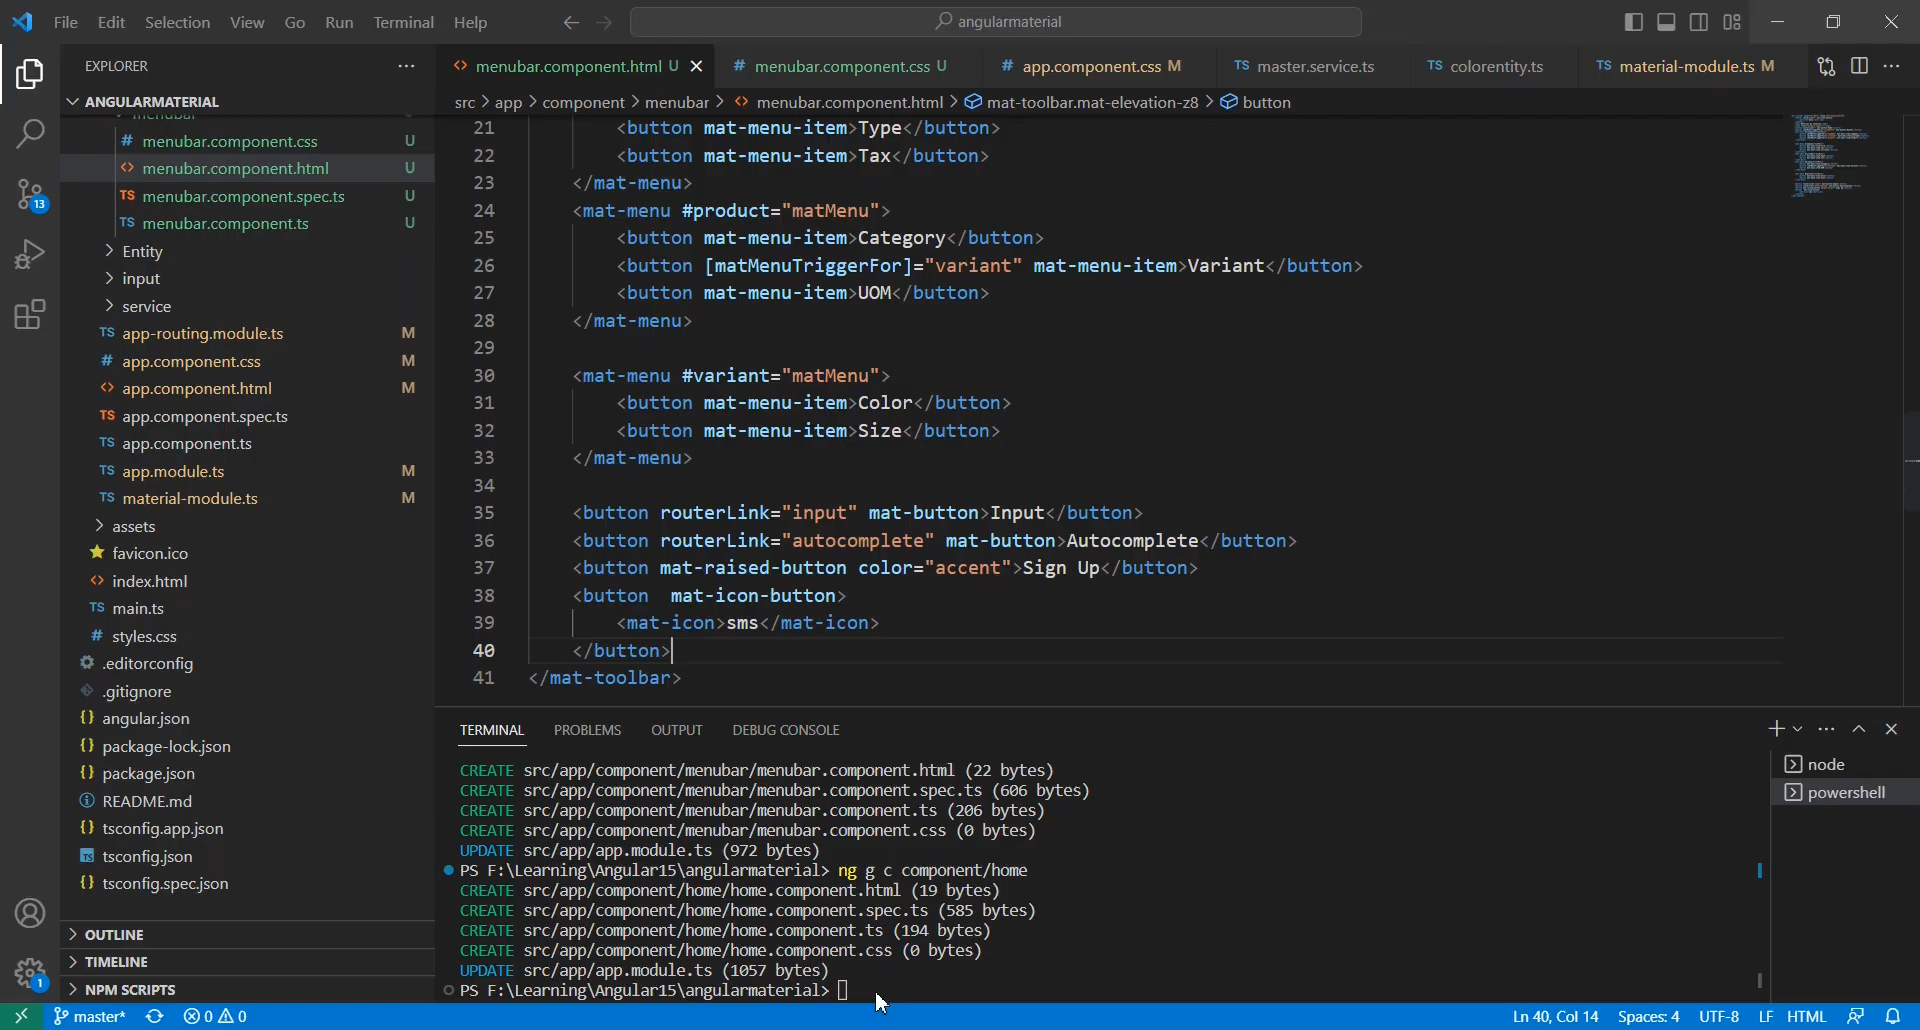 File Edit Selection View Go Run Terminal Help
angularmaterial
EXPLORER
ANGULARMATERIAL
menubar
# menubar.component.css U
<> menubar.component.html U
TS menubar.component.spec.ts U
TS menubar.component.ts U
Entity
input
service
TS app-routing.module.ts M
# app.component.css M
<> app.component.html M
TS app.component.spec.ts
TS app.component.ts
TS app.module.ts M
TS material-module.ts M
assets
favicon.ico
<> index.html
TS main.ts
# styles.css
.editorconfig
.gitignore
{} angular.json
{} package-lock.json
{} package.json
README.md
{} tsconfig.app.json
TS tsconfig.json
{} tsconfig.spec.json
OUTLINE
TIMELINE
NPM SCRIPTS
13
1
<> menubar.component.html U # menubar.component.css U # app.component.css M TS master.service.ts TS colorentity.ts TS material-module.ts M
src > app > component > menubar > <> menubar.component.html > mat-toolbar.mat-elevation-z8 > button
21 <button mat-menu-item>Type</button>
22 <button mat-menu-item>Tax</button>
23 </mat-menu>
24 <mat-menu #product="matMenu">
25 <button mat-menu-item>Category</button>
26 <button [matMenuTriggerFor]="variant" mat-menu-item>Variant</button>
27 <button mat-menu-item>UOM</button>
28 </mat-menu>
29
30 <mat-menu #variant="matMenu">
31 <button mat-menu-item>Color</button>
32 <button mat-menu-item>Size</button>
33 </mat-menu>
34
35 <button routerLink="input" mat-button>Input</button>
36 <button routerLink="autocomplete" mat-button>Autocomplete</button>
37 <button mat-raised-button color="accent">Sign Up</button>
38 <button  mat-icon-button>
39 <mat-icon>sms</mat-icon>
40 </button>
41 </mat-toolbar>
TERMINAL PROBLEMS OUTPUT DEBUG CONSOLE
CREATE src/app/component/menubar/menubar.component.html (22 bytes)
CREATE src/app/component/menubar/menubar.component.spec.ts (606 bytes)
CREATE src/app/component/menubar/menubar.component.ts (206 bytes)
CREATE src/app/component/menubar/menubar.component.css (0 bytes)
UPDATE src/app/app.module.ts (972 bytes)
PS F:\Learning\Angular15\angularmaterial> ng g c component/home
CREATE src/app/component/home/home.component.html (19 bytes)
CREATE src/app/component/home/home.component.spec.ts (585 bytes)
CREATE src/app/component/home/home.component.ts (194 bytes)
CREATE src/app/component/home/home.component.css (0 bytes)
UPDATE src/app/app.module.ts (1057 bytes)
PS F:\Learning\Angular15\angularmaterial>
node
powershell
master* 0 0 Ln 40, Col 14 Spaces: 4 UTF-8 LF HTML